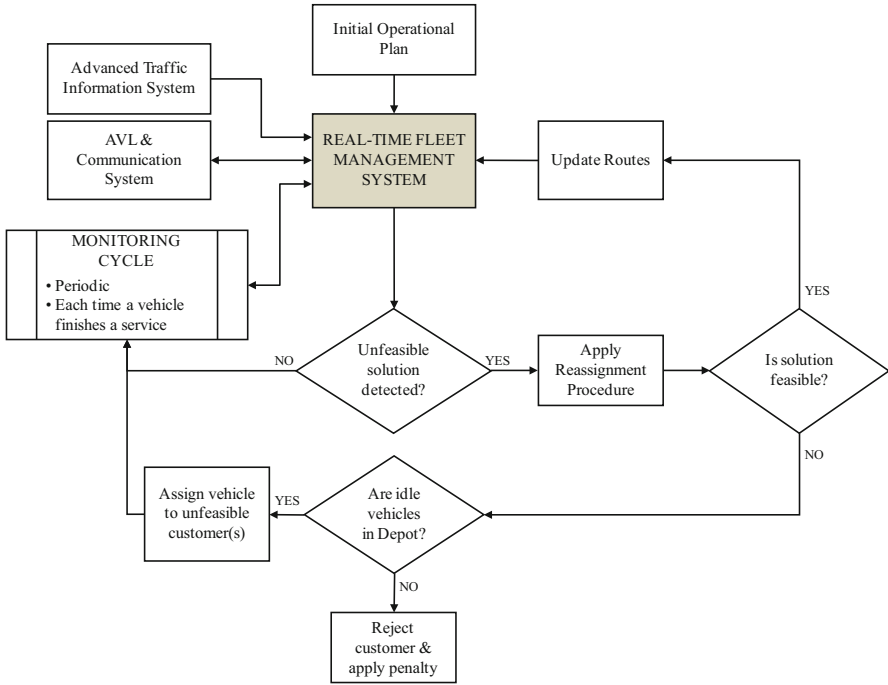 Initial Operational
Plan
Advanced Traffic
Information System
AVL &
Communication
System
REAL-TIME FLEET
MANAGEMENT
SYSTEM
Update Routes
MONITORING
CYCLE
• Periodic
• Each time a vehicle
finishes a service
YES
NO
Unfeasible
solution
detected?
YES
Apply
Reassignment
Procedure
Is solution
feasible?
NO
Assign vehicle
to unfeasible
customer(s)
YES
Are idle
vehicles
in Depot?
NO
Reject
customer &
apply penalty